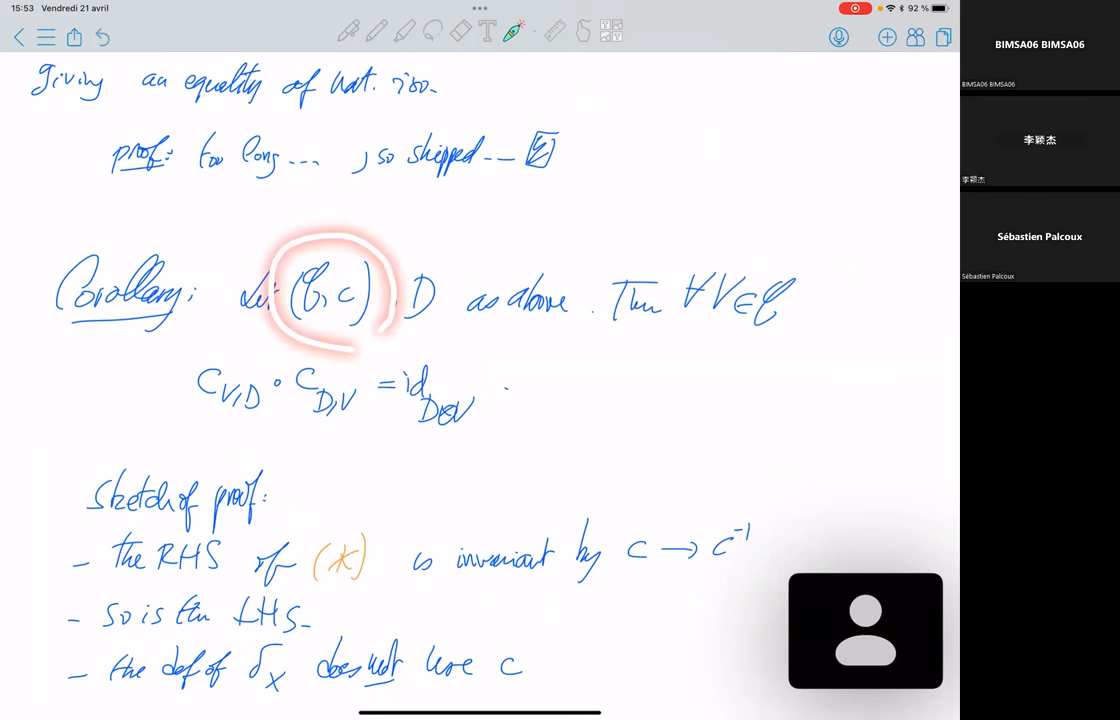 15:53 Vendredi 21 avril
92 %
giving an equality of nat. iso.
proof: too long... , so skipped...
Corollary: Let (C, c) D as above. Then ∀V∈C
c_{V,D} ∘ c_{D,V} = id_{D⊗V}.
Sketch of proof:
- the RHS of (*) is invariant by c → c⁻¹
- so is the LHS.
- the def of δ_X does not use c
BIMSA06 BIMSA06
BIMSA06 BIMSA06
李颖杰
李颖杰
Sébastien Palcoux
Sébastien Palcoux